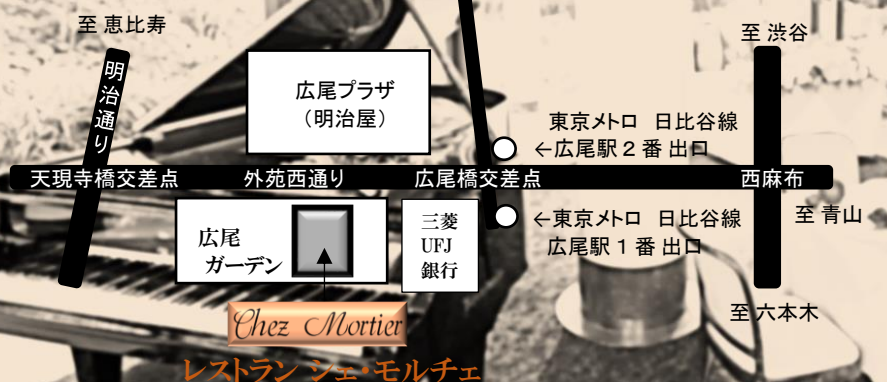 至 恵比寿
明治通り
広尾プラザ
（明治屋）
至 渋谷
東京メトロ 日比谷線
←広尾駅２番 出口
天現寺橋交差点
外苑西通り
広尾橋交差点
西麻布
至 青山
広尾
ガーデン
三菱
UFJ
銀行
←東京メトロ 日比谷線
広尾駅１番 出口
至 六本木
Chez Mortier
レストラン シェ・モルチェ